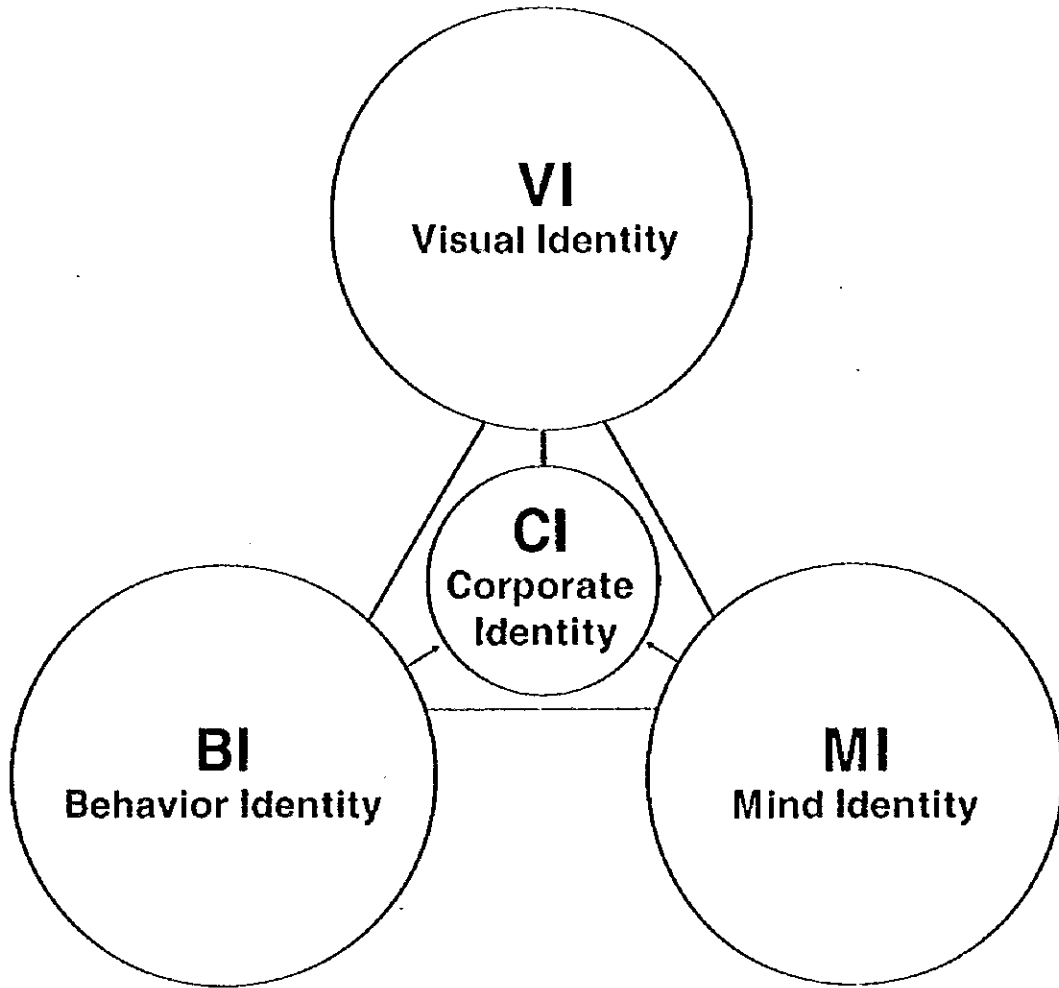 VI
Visual Identity
CI
Corporate
Identity
BI
Behavior Identity
MI
Mind Identity